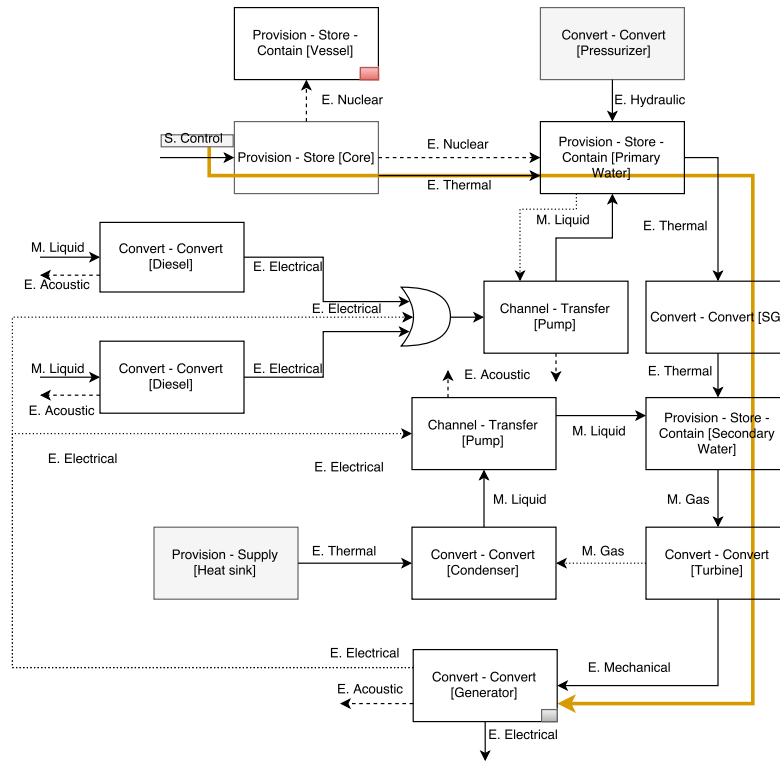 Provision - Store -
Contain [Vessel]
Convert - Convert
[Pressurizer]
E. Nuclear
E. Hydraulic
S. Control
Provision - Store [Core]
E. Nuclear
E. Thermal
Provision - Store -
Contain [Primary
Water]
M. Liquid
E. Thermal
M. Liquid
Convert - Convert
[Diesel]
E. Acoustic
E. Electrical
E. Electrical
Channel - Transfer
[Pump]
Convert - Convert [SG
M. Liquid
Convert - Convert
[Diesel]
E. Acoustic
E. Electrical
E. Acoustic
E. Thermal
Channel - Transfer
[Pump]
M. Liquid
Provision - Store -
Contain [Secondary
Water]
E. Electrical
E. Electrical
M. Liquid
M. Gas
Provision - Supply
[Heat sink]
E. Thermal
Convert - Convert
[Condenser]
M. Gas
Convert - Convert
[Turbine]
E. Electrical
E. Mechanical
Convert - Convert
[Generator]
E. Acoustic
E. Electrical